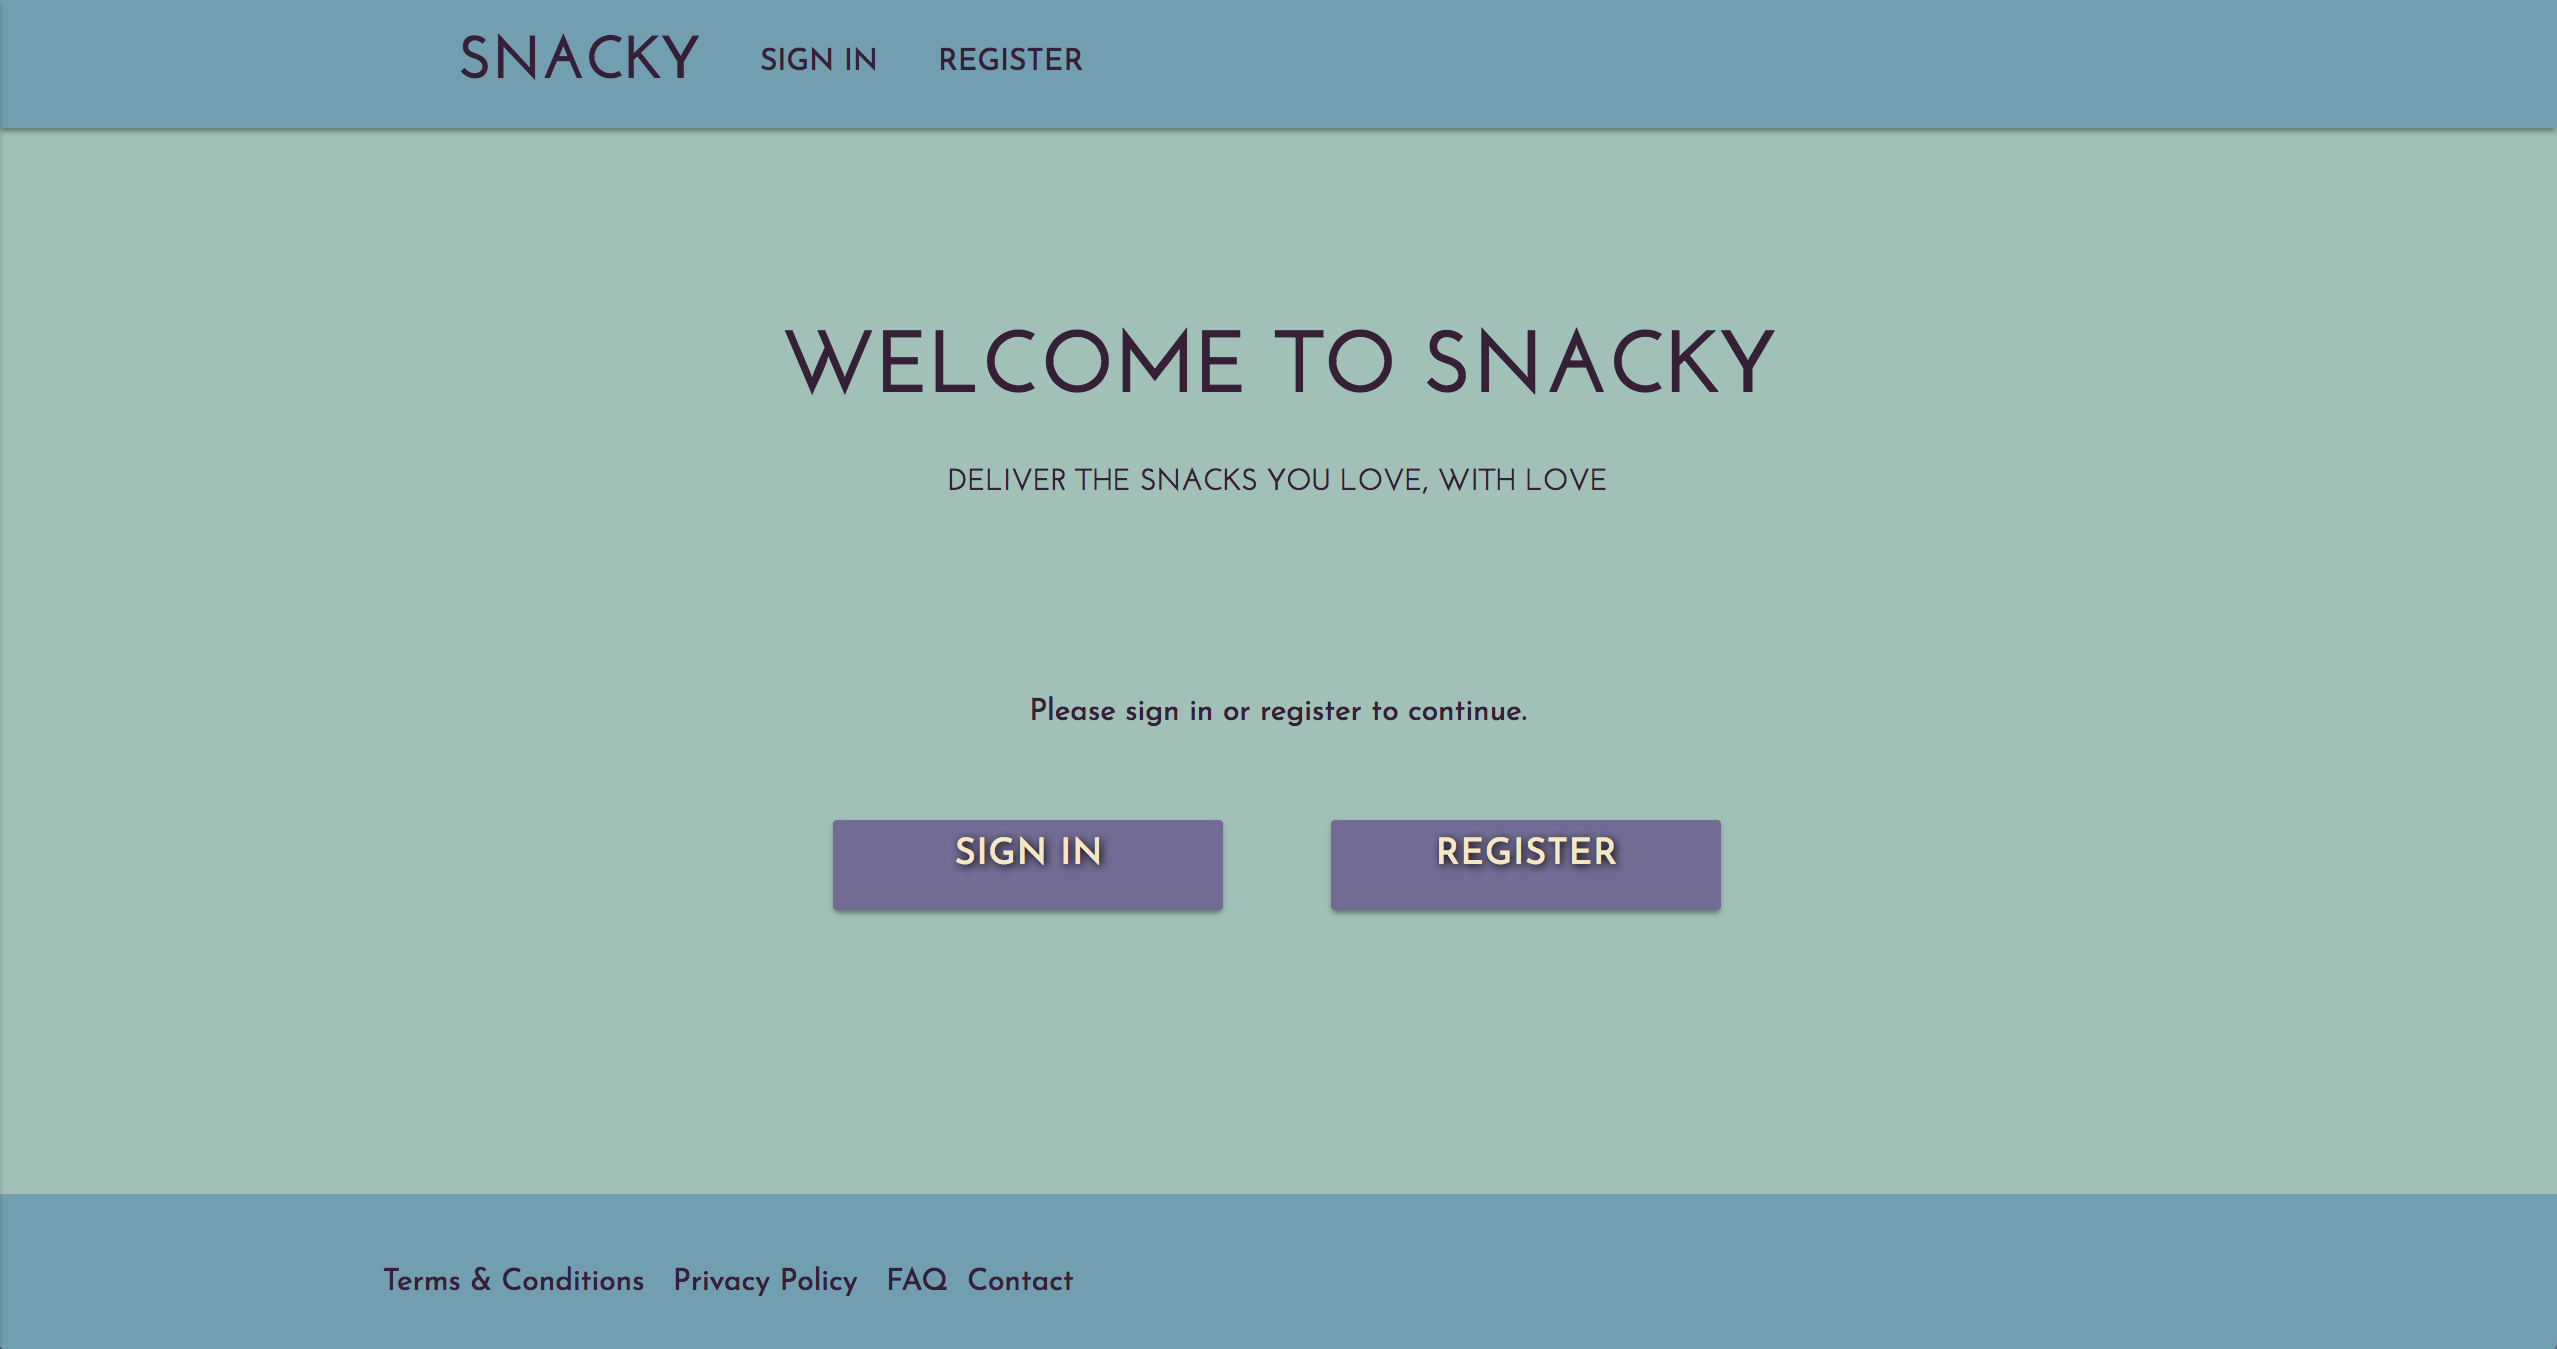 SNACKY SIGN IN REGISTER
WELCOME TO SNACKY
DELIVER THE SNACKS YOU LOVE, WITH LOVE
Please sign in or register to continue.
SIGN IN REGISTER
Terms & Conditions Privacy Policy FAQ Contact